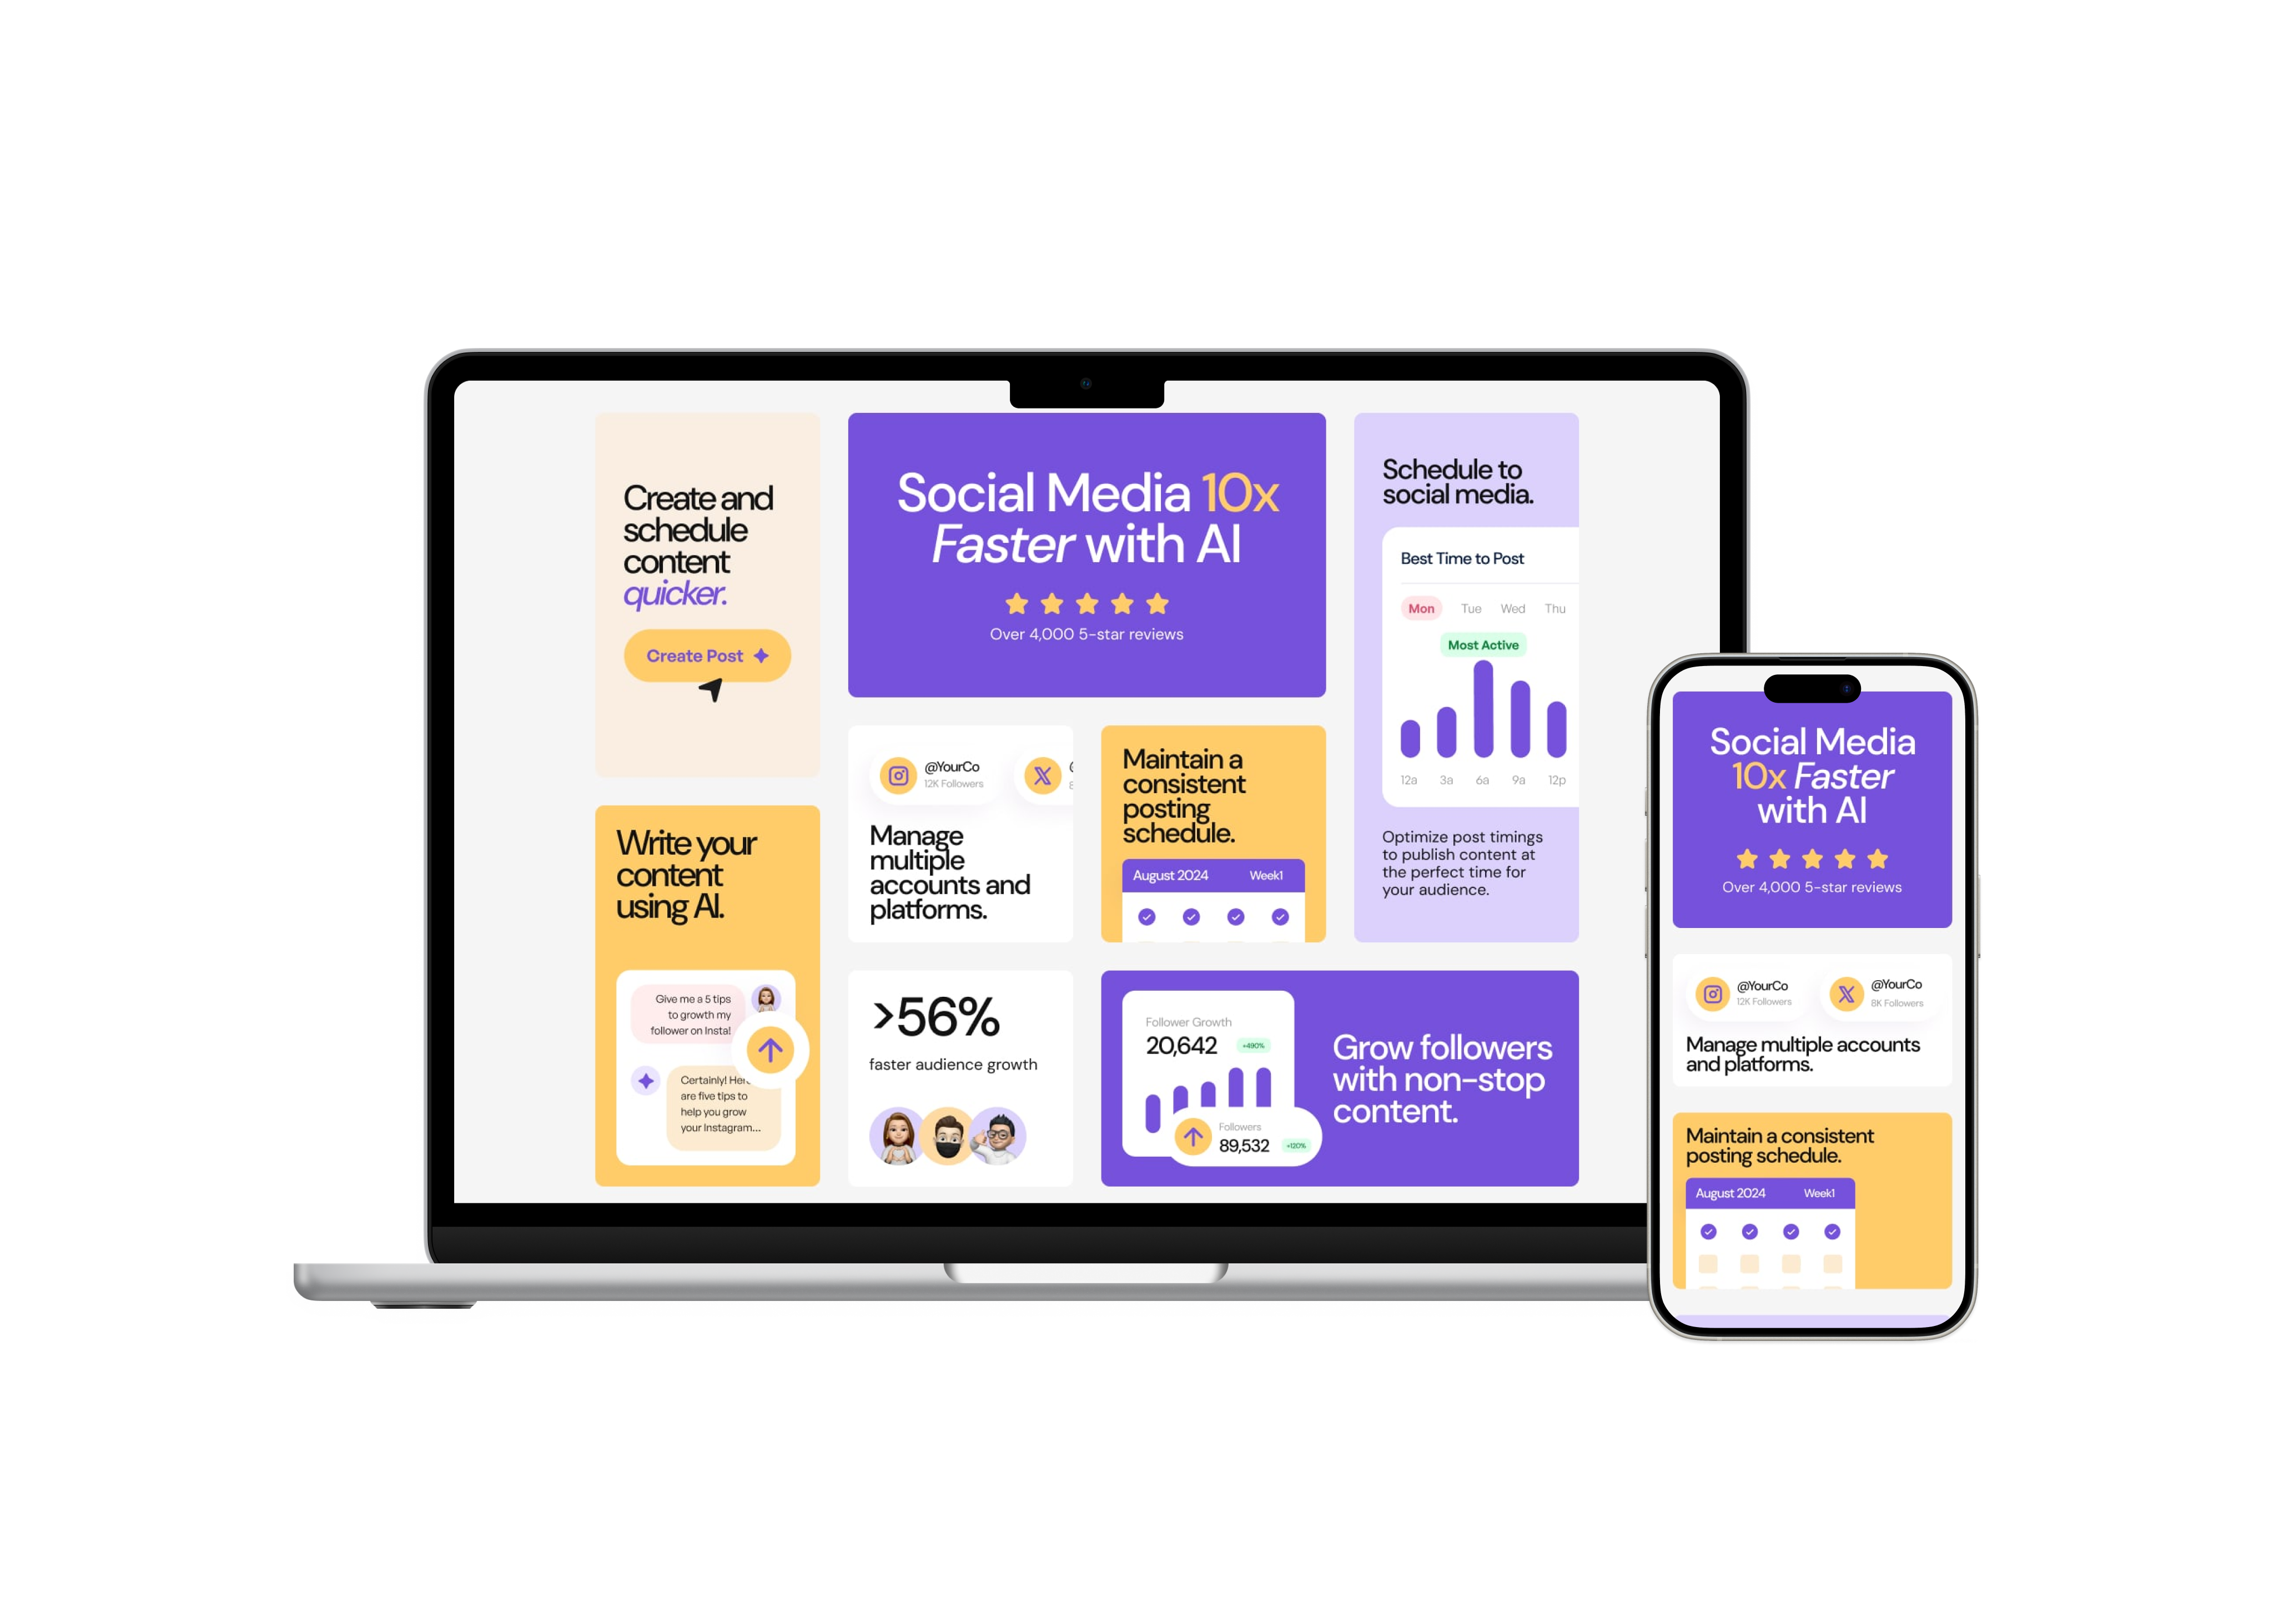 Create and
schedule
content
quicker.
Create Post
Write your
content
using AI.
Give me a 5 tips
to growth my
follower on Insta!
Certainly! Here
are five tips to
help you grow
your Instagram...
Social Media 10x
Faster with AI
Over 4,000 5-star reviews
@YourCo
12K Followers
Manage
multiple
accounts and
platforms.
Maintain a
consistent
posting
schedule.
August 2024 Week1
>56%
faster audience growth
Schedule to
social media.
Best Time to Post
Mon Tue Wed Thu
Most Active
12a 3a 6a 9a 12p
Optimize post timings
to publish content at
the perfect time for
your audience.
Follower Growth
20,642 +490%
Followers
89,532 +120%
Grow followers
with non-stop
content.
Social Media
10x Faster
with AI
Over 4,000 5-star reviews
@YourCo @YourCo
12K Followers 8K Followers
Manage multiple accounts
and platforms.
Maintain a consistent
posting schedule.
August 2024 Week1